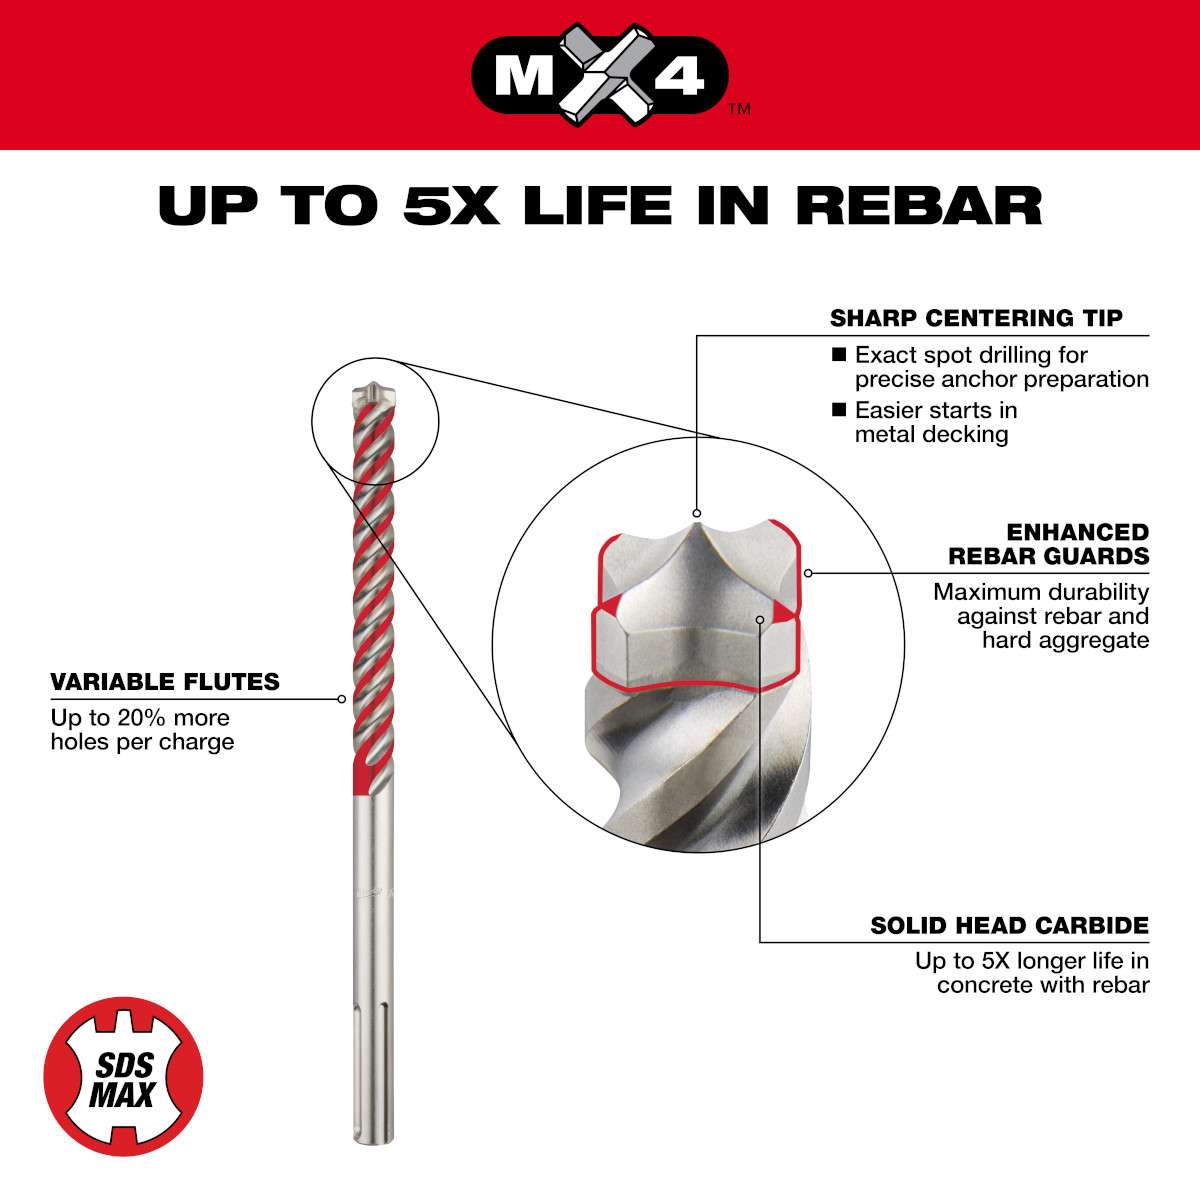 MX4™
UP TO 5X LIFE IN REBAR
SHARP CENTERING TIP
■ Exact spot drilling for
precise anchor preparation
■ Easier starts in
metal decking
ENHANCED
REBAR GUARDS
Maximum durability
against rebar and
hard aggregate
VARIABLE FLUTES
Up to 20% more
holes per charge
SOLID HEAD CARBIDE
Up to 5X longer life in
concrete with rebar
SDS
MAX